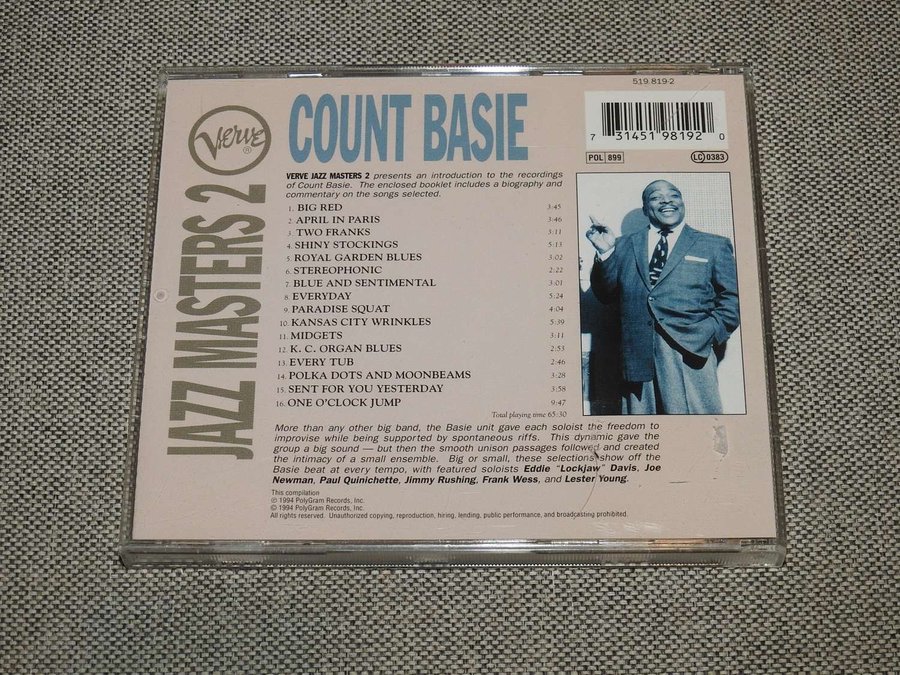 519 819-2
Verve ®
COUNT BASIE
7 31451 98192 0
POL 899
LC 0383
JAZZ MASTERS 2
VERVE JAZZ MASTERS 2 presents an introduction to the recordings
of Count Basie. The enclosed booklet includes a biography and
commentary on the songs selected.
1. BIG RED 3:45
2. APRIL IN PARIS 3:46
3. TWO FRANKS 3:11
4. SHINY STOCKINGS 5:13
5. ROYAL GARDEN BLUES 3:02
6. STEREOPHONIC 2:22
7. BLUE AND SENTIMENTAL 3:01
8. EVERYDAY 5:24
9. PARADISE SQUAT 4:04
10. KANSAS CITY WRINKLES 5:39
11. MIDGETS 3:11
12. K. C. ORGAN BLUES 2:53
13. EVERY TUB 2:46
14. POLKA DOTS AND MOONBEAMS 3:28
15. SENT FOR YOU YESTERDAY 3:58
16. ONE O'CLOCK JUMP 9:47
Total playing time 65:30
More than any other big band, the Basie unit gave each soloist the freedom to
improvise while being supported by spontaneous riffs. This dynamic gave the
group a big sound — but then the smooth unison passages followed and created
the intimacy of a small ensemble. Big or small, these selections show off the
Basie beat at every tempo, with featured soloists Eddie "Lockjaw" Davis, Joe
Newman, Paul Quinichette, Jimmy Rushing, Frank Wess, and Lester Young.
This compilation
℗ 1994 PolyGram Records, Inc.
© 1994 PolyGram Records, Inc.
All rights reserved. Unauthorized copying, reproduction, hiring, lending, public performance, and broadcasting prohibited.